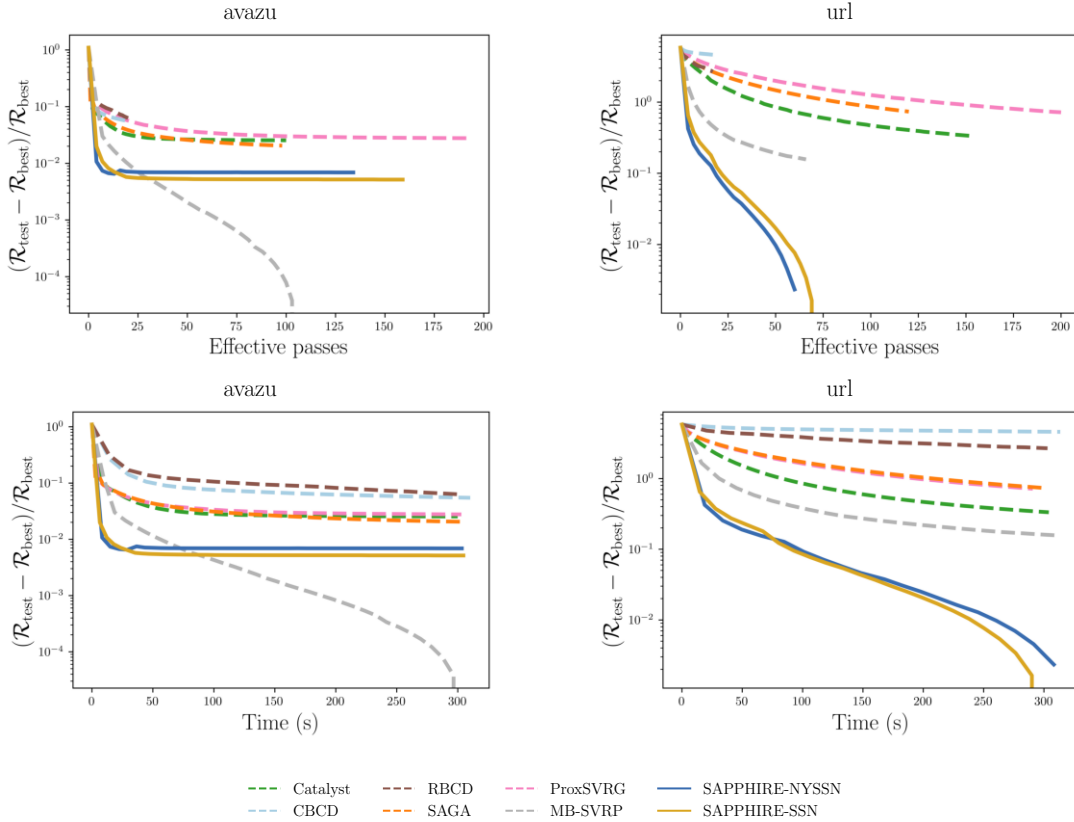 avazu
url
(R_test − R_best)/R_best
10^0
10^−1
10^−2
10^−3
10^−4
0 25 50 75 100 125 150 175 200
Effective passes
(R_test − R_best)/R_best
10^0
10^−1
10^−2
0 25 50 75 100 125 150 175 200
Effective passes
avazu
url
(R_test − R_best)/R_best
10^0
10^−1
10^−2
10^−3
10^−4
0 50 100 150 200 250 300
Time (s)
(R_test − R_best)/R_best
10^0
10^−1
10^−2
0 50 100 150 200 250 300
Time (s)
Catalyst RBCD ProxSVRG SAPPHIRE-NYSSN
CBCD SAGA MB-SVRP SAPPHIRE-SSN